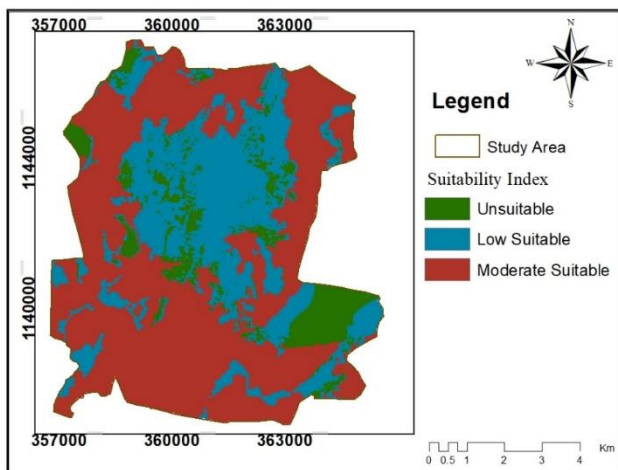 357000 360000 363000
N
W E
S
1144000
1140000
Legend
Study Area
Suitability Index
Unsuitable
Low Suitable
Moderate Suitable
357000 360000 363000
Km
0 0.5 1 2 3 4